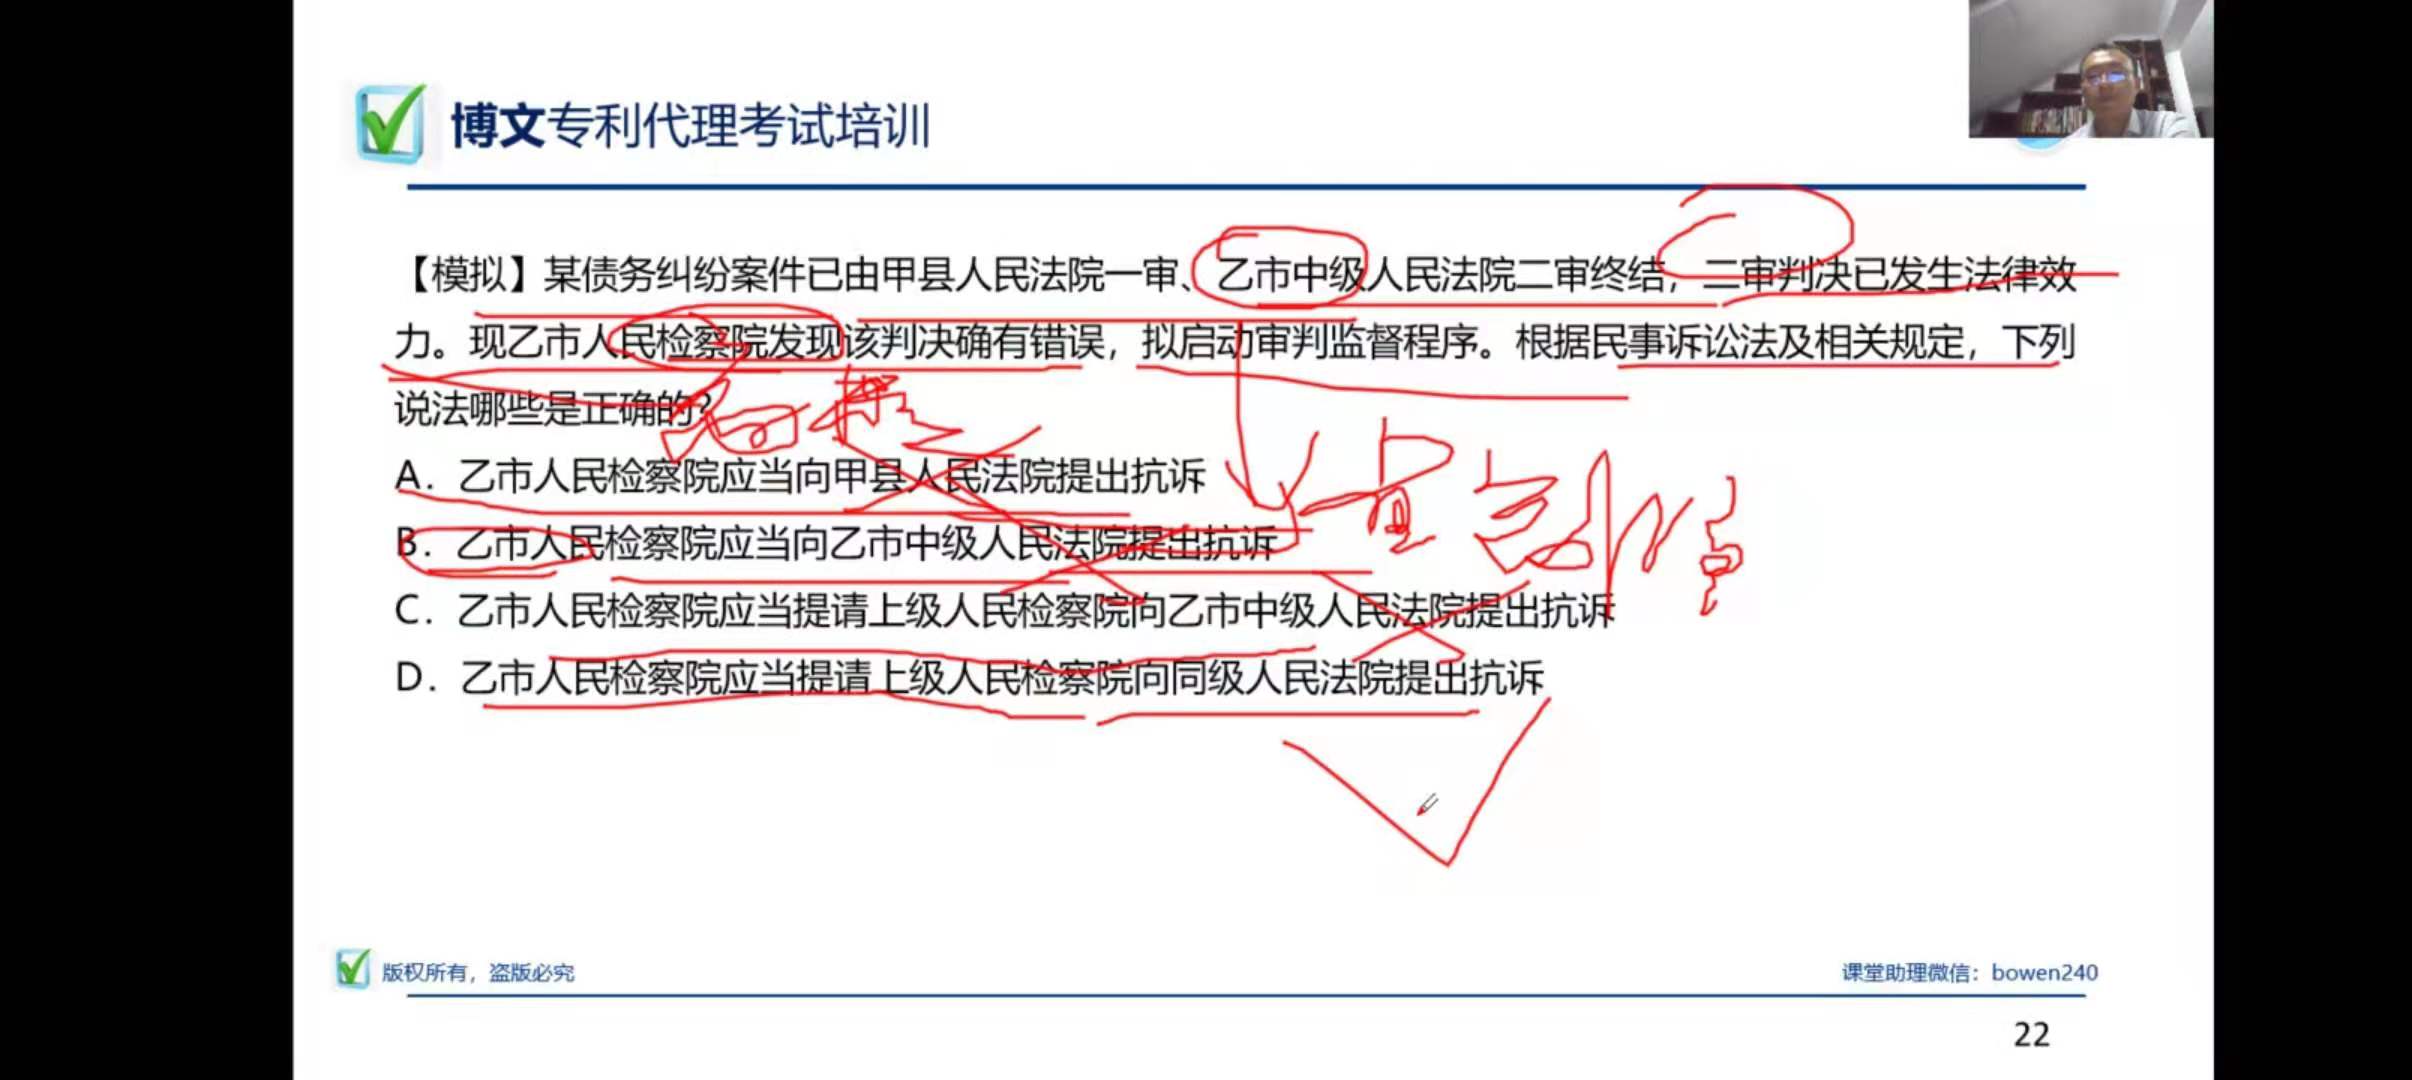 博文专利代理考试培训
【模拟】某债务纠纷案件已由甲县人民法院一审、乙市中级人民法院二审终结，二审判决已发生法律效
力。现乙市人民检察院发现该判决确有错误，拟启动审判监督程序。根据民事诉讼法及相关规定，下列
说法哪些是正确的？
A．乙市人民检察院应当向甲县人民法院提出抗诉
B．乙市人民检察院应当向乙市中级人民法院提出抗诉
C．乙市人民检察院应当提请上级人民检察院向乙市中级人民法院提出抗诉
D．乙市人民检察院应当提请上级人民检察院向同级人民法院提出抗诉
版权所有，盗版必究
课堂助理微信：bowen240
22